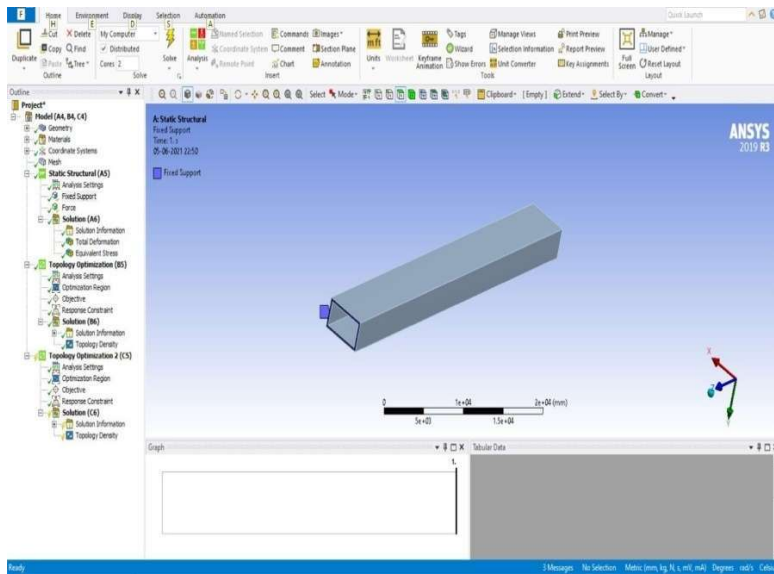 F Home Environment Display Selection Automation Quick Launch
H E D S A
Duplicate Cut Delete My Computer Solve Analysis Named Selection Commands Images Units Worksheet Keyframe Animation Tags Manage Views Print Preview Full Screen Manage
Copy Find Distributed Coordinate System Comment Section Plane Wizard Selection Information Report Preview User Defined
Paste Tree Cores 2 Remote Point Chart Annotation Show Errors Unit Converter Key Assignments Reset Layout
Outline Solve Insert Tools Layout
Outline
Select Mode Clipboard [Empty] Extend Select By Convert
Project*
Model (A4, B4, C4)
Geometry
Materials
Coordinate Systems
Mesh
Static Structural (A5)
Analysis Settings
Fixed Support
Force
Solution (A6)
Solution Information
Total Deformation
Equivalent Stress
Topology Optimization (B5)
Analysis Settings
Optimization Region
Objective
Response Constraint
Solution (B6)
Solution Information
Topology Density
Topology Optimization 2 (C5)
Analysis Settings
Optimization Region
Objective
Response Constraint
Solution (C6)
Solution Information
Topology Density
A: Static Structural
Fixed Support
Time: 1. s
05-06-2021 22:50
Fixed Support
ANSYS
2019 R3
X
Y
0 1e+04 2e+04 (mm)
5e+03 1.5e+04
Graph
1.
Tabular Data
Ready 3 Messages No Selection Metric (mm, kg, N, s, mV, mA) Degrees rad/s Celsiu